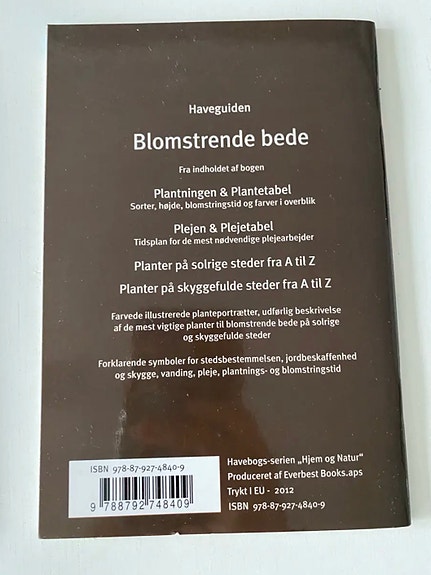 Haveguiden
Blomstrende bede
Fra indholdet af bogen
Plantningen & Plantetabel
Sorter, højde, blomstringstid og farver i overblik
Plejen & Plejetabel
Tidsplan for de mest nødvendige plejearbejder
Planter på solrige steder fra A til Z
Planter på skyggefulde steder fra A til Z
Farvede illustrerede planteportrætter, udførlig beskrivelse
af de mest vigtige planter til blomstrende bede på solrige
og skyggefulde steder
Forklarende symboler for stedsbestemmelsen, jordbeskaffenhed
og skygge, vanding, pleje, plantnings- og blomstringstid
ISBN 978-87-927-4840-9
9 788792 748409
Havebogs-serien „Hjem og Natur“
Produceret af Everbest Books.aps
Trykt I EU - 2012
ISBN 978-87-927-4840-9